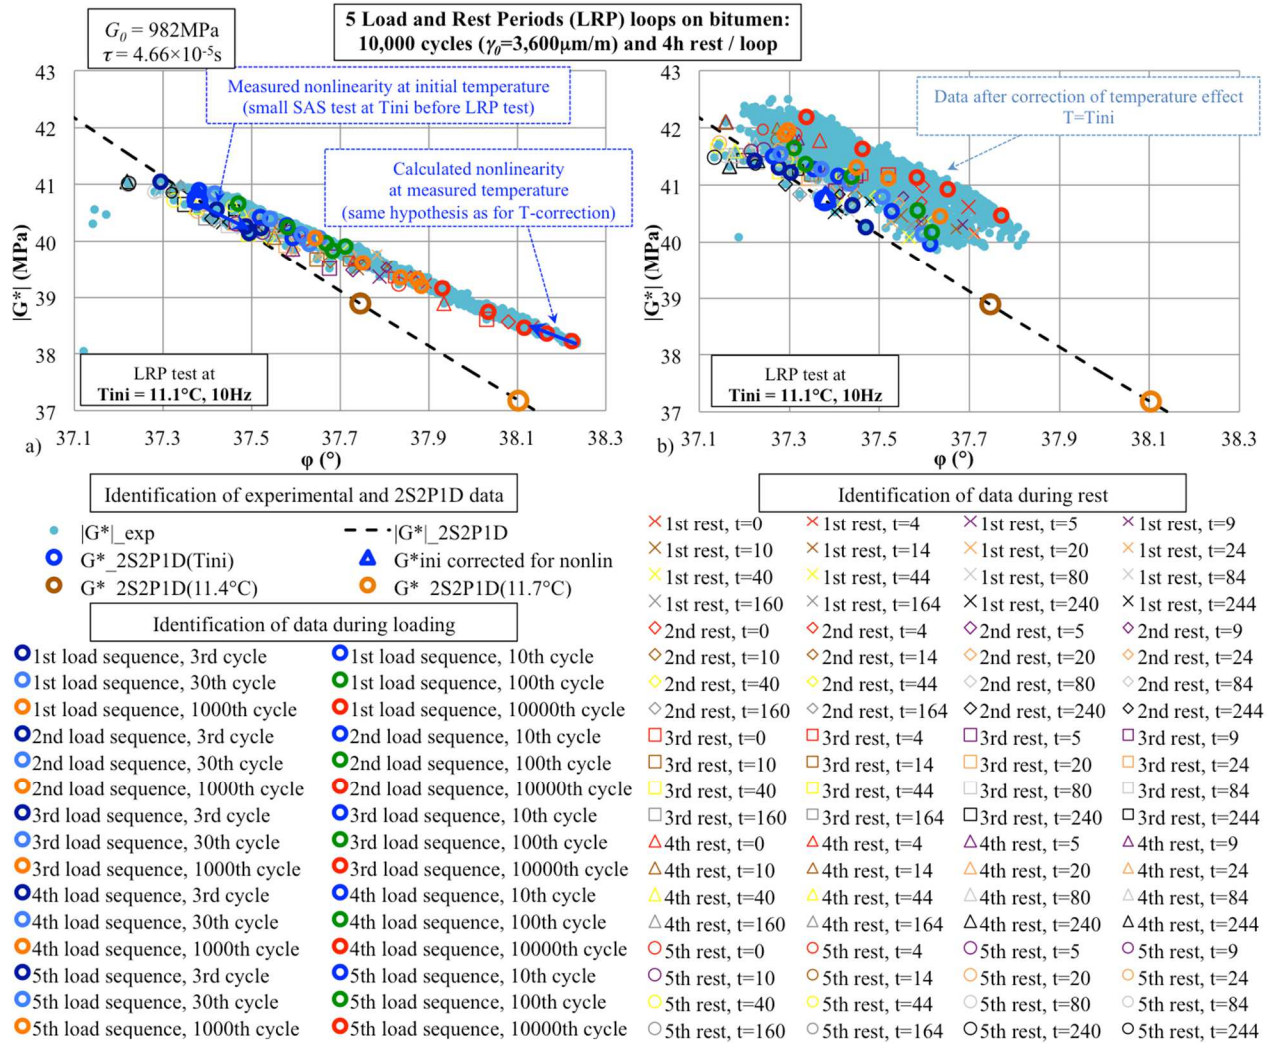 5 Load and Rest Periods (LRP) loops on bitumen:
10,000 cycles (γ0=3,600μm/m) and 4h rest / loop
G0 = 982MPa
τ = 4.66×10-5s
Measured nonlinearity at initial temperature
(small SAS test at Tini before LRP test)
Calculated nonlinearity
at measured temperature
(same hypothesis as for T-correction)
LRP test at
Tini = 11.1°C, 10Hz
|G*| (MPa)
43
42
41
40
39
38
37
37.1 37.3 37.5 37.7 37.9 38.1 38.3
a)
φ (°)
Data after correction of temperature effect
T=Tini
LRP test at
Tini = 11.1°C, 10Hz
|G*| (MPa)
43
42
41
40
39
38
37
37.1 37.3 37.5 37.7 37.9 38.1 38.3
b)
φ (°)
Identification of experimental and 2S2P1D data
|G*|_exp |G*|_2S2P1D
G*_2S2P1D(Tini) G*ini corrected for nonlin
G*_2S2P1D(11.4°C) G*_2S2P1D(11.7°C)
Identification of data during loading
1st load sequence, 3rd cycle 1st load sequence, 10th cycle
1st load sequence, 30th cycle 1st load sequence, 100th cycle
1st load sequence, 1000th cycle 1st load sequence, 10000th cycle
2nd load sequence, 3rd cycle 2nd load sequence, 10th cycle
2nd load sequence, 30th cycle 2nd load sequence, 100th cycle
2nd load sequence, 1000th cycle 2nd load sequence, 10000th cycle
3rd load sequence, 3rd cycle 3rd load sequence, 10th cycle
3rd load sequence, 30th cycle 3rd load sequence, 100th cycle
3rd load sequence, 1000th cycle 3rd load sequence, 10000th cycle
4th load sequence, 3rd cycle 4th load sequence, 10th cycle
4th load sequence, 30th cycle 4th load sequence, 100th cycle
4th load sequence, 1000th cycle 4th load sequence, 10000th cycle
5th load sequence, 3rd cycle 5th load sequence, 10th cycle
5th load sequence, 30th cycle 5th load sequence, 100th cycle
5th load sequence, 1000th cycle 5th load sequence, 10000th cycle
Identification of data during rest
1st rest, t=0 1st rest, t=4 1st rest, t=5 1st rest, t=9
1st rest, t=10 1st rest, t=14 1st rest, t=20 1st rest, t=24
1st rest, t=40 1st rest, t=44 1st rest, t=80 1st rest, t=84
1st rest, t=160 1st rest, t=164 1st rest, t=240 1st rest, t=244
2nd rest, t=0 2nd rest, t=4 2nd rest, t=5 2nd rest, t=9
2nd rest, t=10 2nd rest, t=14 2nd rest, t=20 2nd rest, t=24
2nd rest, t=40 2nd rest, t=44 2nd rest, t=80 2nd rest, t=84
2nd rest, t=160 2nd rest, t=164 2nd rest, t=240 2nd rest, t=244
3rd rest, t=0 3rd rest, t=4 3rd rest, t=5 3rd rest, t=9
3rd rest, t=10 3rd rest, t=14 3rd rest, t=20 3rd rest, t=24
3rd rest, t=40 3rd rest, t=44 3rd rest, t=80 3rd rest, t=84
3rd rest, t=160 3rd rest, t=164 3rd rest, t=240 3rd rest, t=244
4th rest, t=0 4th rest, t=4 4th rest, t=5 4th rest, t=9
4th rest, t=10 4th rest, t=14 4th rest, t=20 4th rest, t=24
4th rest, t=40 4th rest, t=44 4th rest, t=80 4th rest, t=84
4th rest, t=160 4th rest, t=164 4th rest, t=240 4th rest, t=244
5th rest, t=0 5th rest, t=4 5th rest, t=5 5th rest, t=9
5th rest, t=10 5th rest, t=14 5th rest, t=20 5th rest, t=24
5th rest, t=40 5th rest, t=44 5th rest, t=80 5th rest, t=84
5th rest, t=160 5th rest, t=164 5th rest, t=240 5th rest, t=244